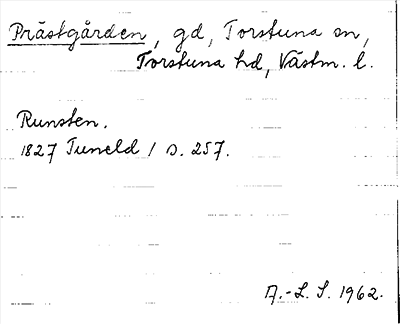 Prästgården, gd, Torstuna sn,
Torstuna hd, Västm. l.
Runsten.
1827 Tuneld / s. 257.
A.-L. S. 1962.